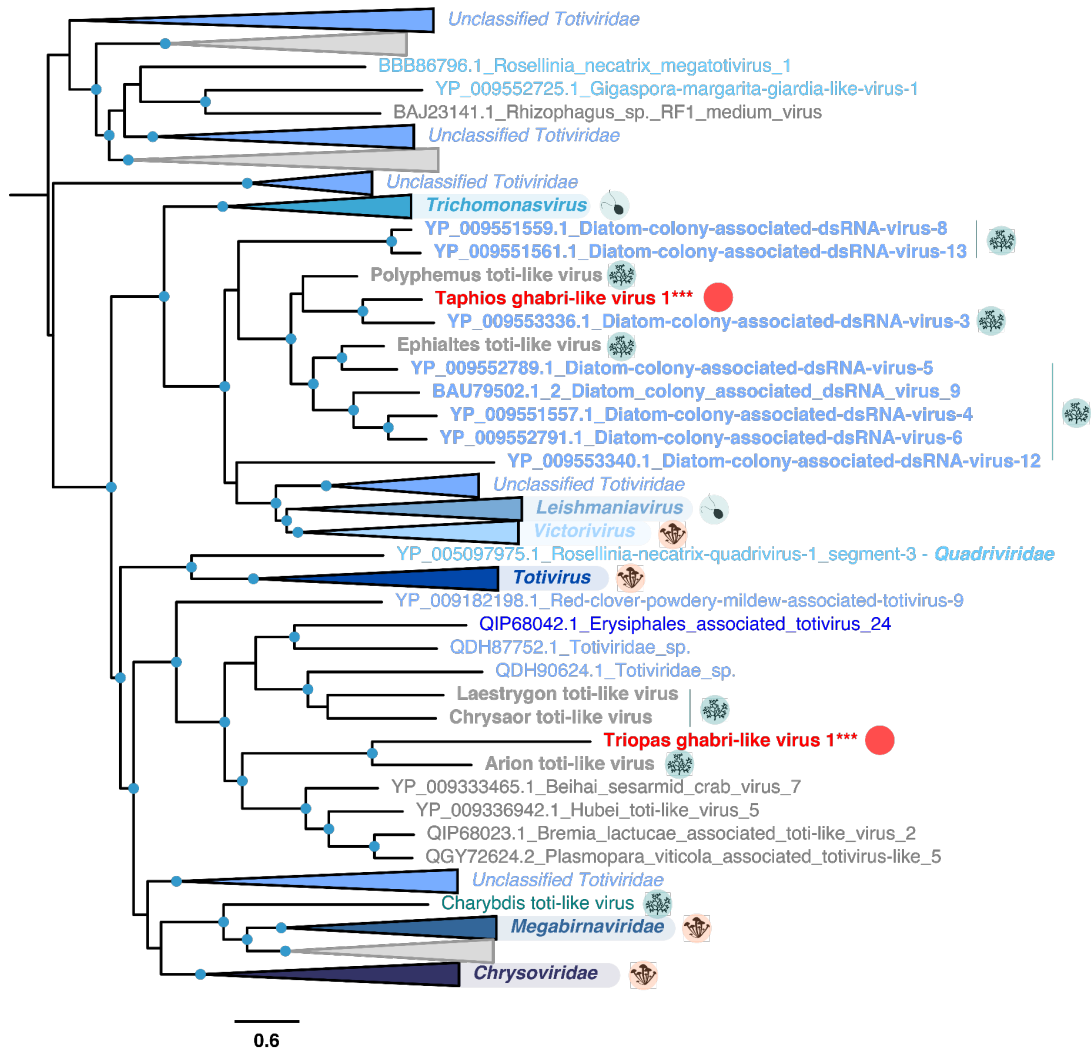 Unclassified Totiviridae
BBB86796.1_Rosellinia_necatrix_megatotivirus_1
YP_009552725.1_Gigaspora-margarita-giardia-like-virus-1
BAJ23141.1_Rhizophagus_sp._RF1_medium_virus
Unclassified Totiviridae
Unclassified Totiviridae
Trichomonasvirus
YP_009551559.1_Diatom-colony-associated-dsRNA-virus-8
YP_009551561.1_Diatom-colony-associated-dsRNA-virus-13
Polyphemus toti-like virus
Taphios ghabri-like virus 1***
YP_009553336.1_Diatom-colony-associated-dsRNA-virus-3
Ephialtes toti-like virus
YP_009552789.1_Diatom-colony-associated-dsRNA-virus-5
BAU79502.1_2_Diatom_colony_associated_dsRNA_virus_9
YP_009551557.1_Diatom-colony-associated-dsRNA-virus-4
YP_009552791.1_Diatom-colony-associated-dsRNA-virus-6
YP_009553340.1_Diatom-colony-associated-dsRNA-virus-12
Unclassified Totiviridae
Leishmaniavirus
Victorivirus
YP_005097975.1_Rosellinia-necatrix-quadrivirus-1_segment-3 - Quadriviridae
Totivirus
YP_009182198.1_Red-clover-powdery-mildew-associated-totivirus-9
QIP68042.1_Erysiphales_associated_totivirus_24
QDH87752.1_Totiviridae_sp.
QDH90624.1_Totiviridae_sp.
Laestrygon toti-like virus
Chrysaor toti-like virus
Triopas ghabri-like virus 1***
Arion toti-like virus
YP_009333465.1_Beihai_sesarmid_crab_virus_7
YP_009336942.1_Hubei_toti-like_virus_5
QIP68023.1_Bremia_lactucae_associated_toti-like_virus_2
QGY72624.2_Plasmopara_viticola_associated_totivirus-like_5
Unclassified Totiviridae
Charybdis toti-like virus
Megabirnaviridae
Chrysoviridae
0.6